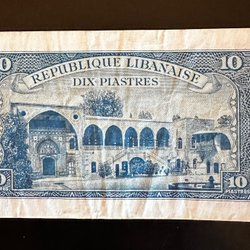 10 REPUBLIQUE LIBANAISE 10
DIX PIASTRES
10 10
PIASTRES